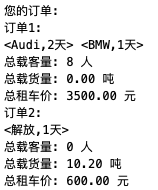 您的订单:
订单1:
<Audi,2天> <BMW,1天>
总载客量: 8 人
总载货量: 0.00 吨
总租车价: 3500.00 元
订单2:
<解放,1天>
总载客量: 0 人
总载货量: 10.20 吨
总租车价: 600.00 元